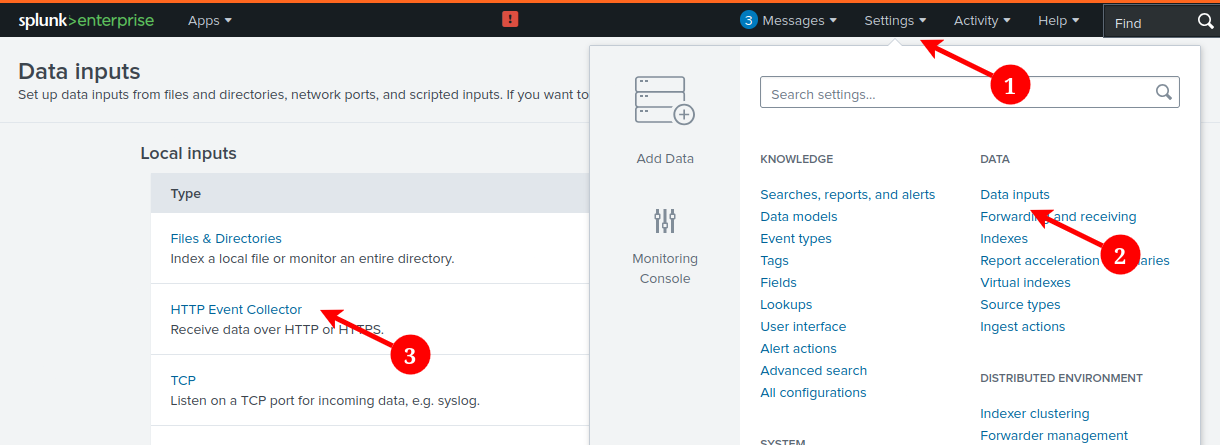 splunk>enterprise Apps 3 Messages Settings Activity Help Find
Data inputs
Set up data inputs from files and directories, network ports, and scripted inputs. If you want to
Local inputs
Type
Files & Directories
Index a local file or monitor an entire directory.
HTTP Event Collector
Receive data over HTTP or HTTPS.
TCP
Listen on a TCP port for incoming data, e.g. syslog.
1
2
3
Add Data
Monitoring
Console
Search settings...
KNOWLEDGE
Searches, reports, and alerts
Data models
Event types
Tags
Fields
Lookups
User interface
Alert actions
Advanced search
All configurations
SYSTEM
DATA
Data inputs
Forwarding and receiving
Indexes
Report acceleration
Virtual indexes
Source types
Ingest actions
DISTRIBUTED ENVIRONMENT
Indexer clustering
Forwarder management